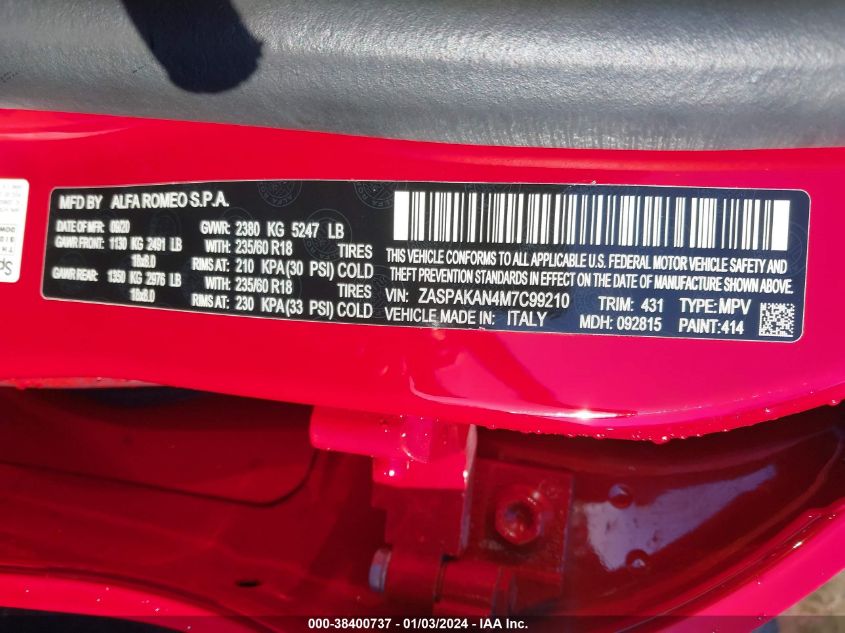 MFD BY ALFA ROMEO S.P.A.
DATE OF MFR 06/20 GVWR: 2380 KG 5247 LB
GAWR FRONT: 1130 KG 2491 LB WITH: 235/60 R18 TIRES
18x8.0 RIMS AT: 210 KPA (30 PSI) COLD
GAWR REAR: 1350 KG 2976 LB WITH: 235/60 R18 TIRES
18x8.0 RIMS AT: 230 KPA (33 PSI) COLD
THIS VEHICLE CONFORMS TO ALL APPLICABLE U.S. FEDERAL MOTOR VEHICLE SAFETY AND
THEFT PREVENTION STANDARDS IN EFFECT ON THE DATE OF MANUFACTURE SHOWN ABOVE.
VIN: ZASPAKAN4M7C99210 TRIM: 431 TYPE: MPV
VEHICLE MADE IN: ITALY MDH: 092815 PAINT: 414
000-38400737 - 01/03/2024 - IAA Inc.